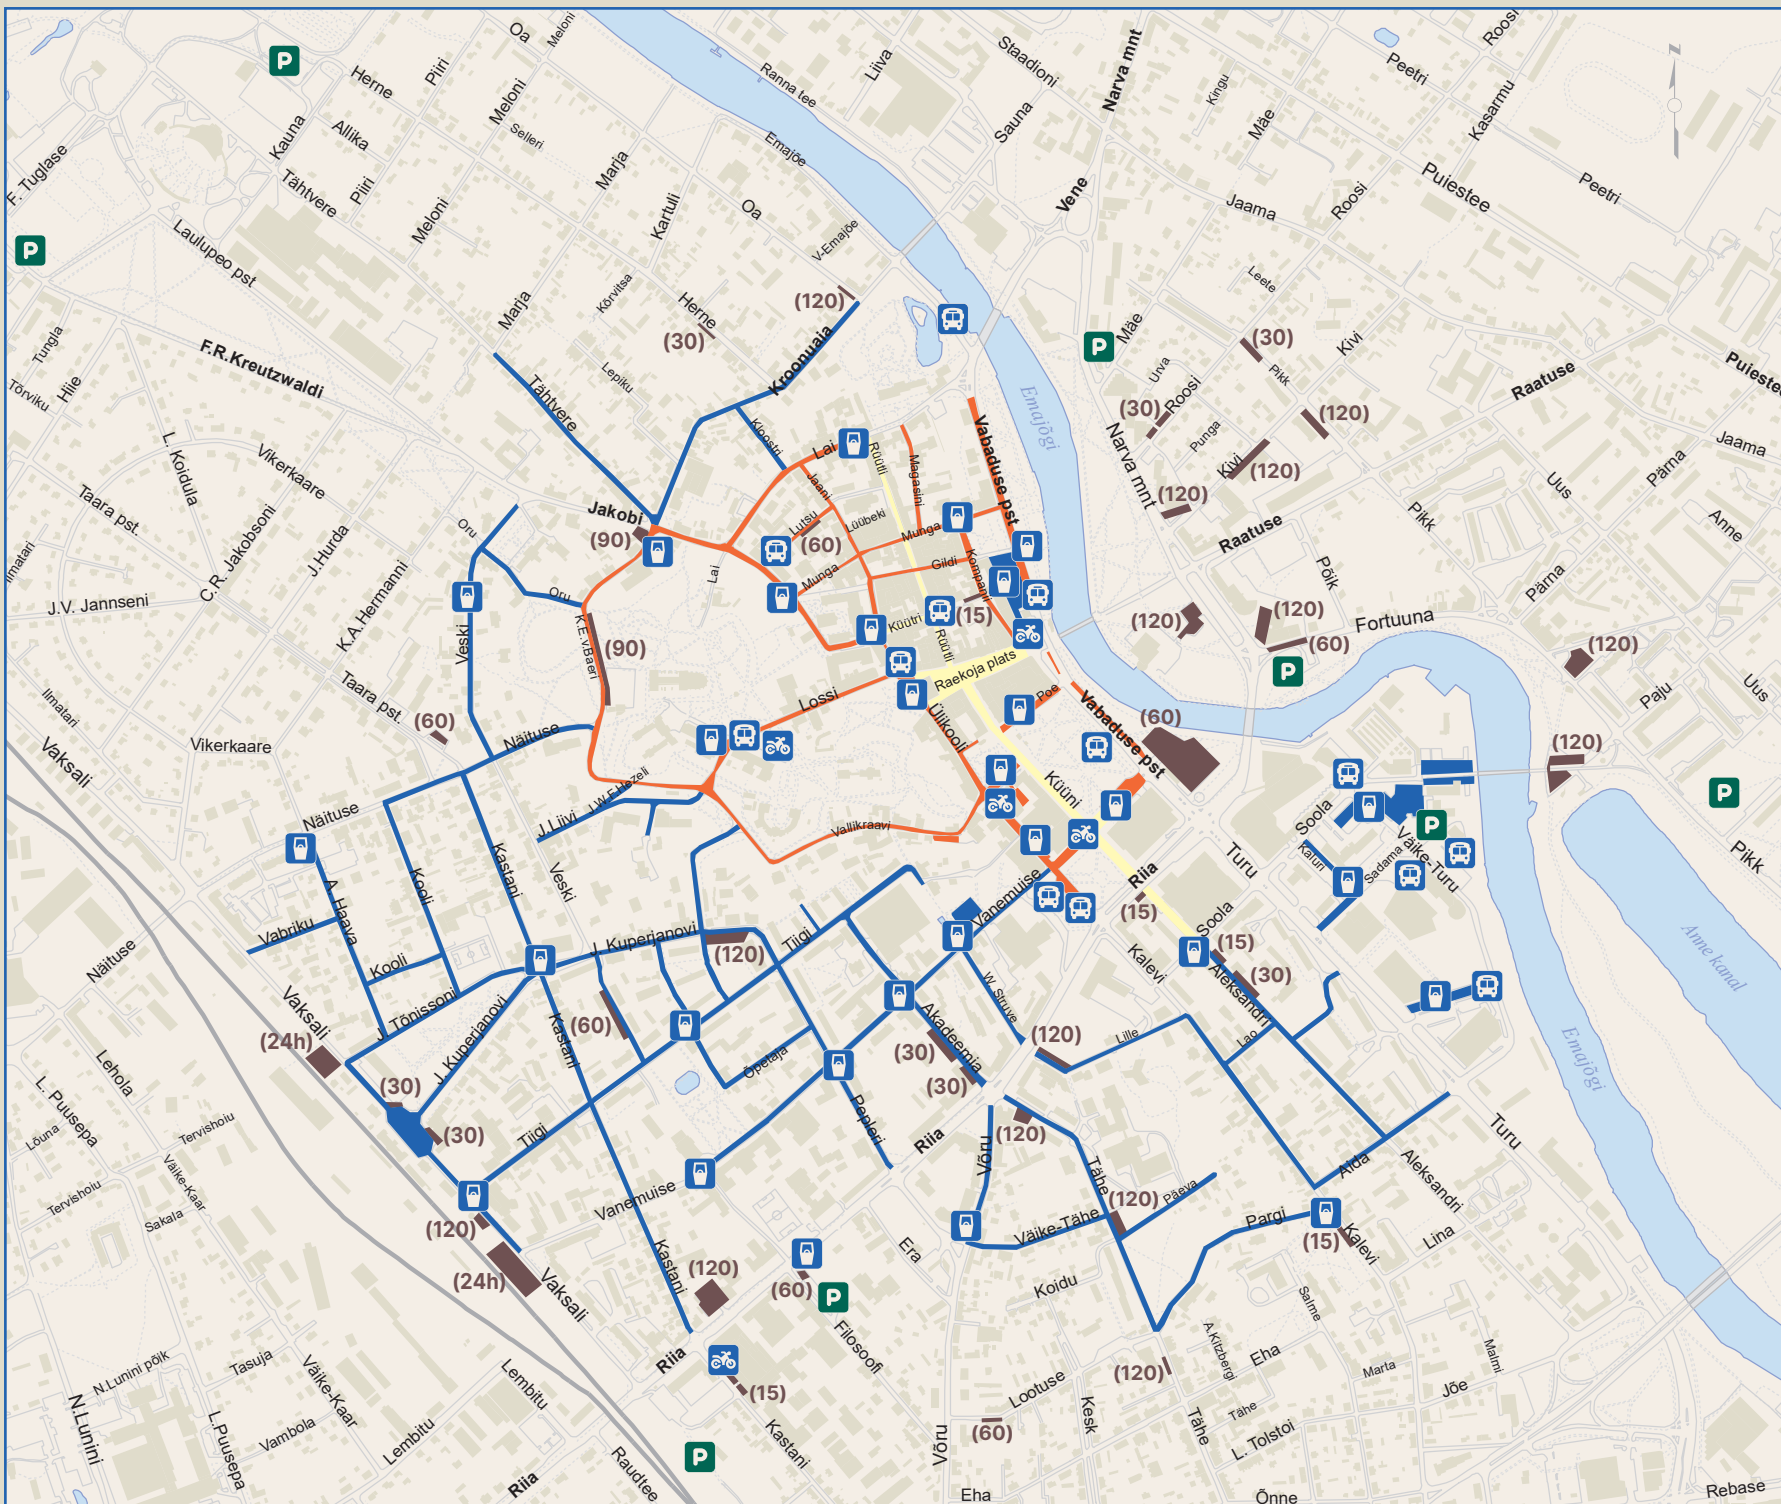 Oa
Meloni
Roosi
P
Herne
Piiri
Liiva
Staadioni
Narva mnt
Peetri
Ranna tee
Kingu
Kasarmu
Meloni
Kauna
Allika
Selleri
Sauna
Mäe
Emajõe
F. Tuglase
Tähtvere
Piiri
Marja
Puiestee
Peetri
Vene
Jaama
Roosi
Meloni
Kartuli
Oa
V-Emajõe
P
Laulupeo pst
Leete
Marja
Kõrvitsa
Herne
(120)
(30)
Mäe
P
(30)
Kivi
Tungla
F.R.Kreutzwaldi
Kroonuaia
Emajõgi
Urva
Pikk
Raatuse
Puiestee
Törviku
Hiie
Lepiku
Tähtvere
Roosi
(30)
(120)
Kloostri
Lai
Rüütli
Vabaduse pst
Narva mnt
Punga
Kivi
(120)
Jaama
L. Koidula
Vikerkaare
Jaani
Magasini
Pärna
Uus
(120)
Taara pst.
Jakobi
(90)
Lutsu
(60)
Lüübeki
Munga
Raatuse
Pikk
Anne
Ilmatari
C.R. Jakobsoni
J.Hurda
Oru
Lai
Gildi
Kompanii
Põik
Pärna
K.A.Hermanni
Oru
Munga
J.V. Jannseni
K.E.v.Baeri
(90)
Küütri
Rüütli
(15)
(120)
(120)
(60)
Fortuuna
(120)
Veski
Raekoja plats
P
Paju
Uus
Ilmatari
Taara pst.
(60)
Lossi
Poe
Vabaduse pst
(60)
Vaksali
Vikerkaare
Näituse
Ülikooli
(120)
J.W.F.Hezeli
Küüni
P
Näituse
J.Liivi
Vallikraavi
Soola
P
Väike-Turu
Pikk
Kastani
Kooli
Veski
Riia
Turu
Kaluri
Sadama
A. Haava
Vanemuise
(15)
Soola
Vabriku
J. Kuperjanovi
(120)
Tiigi
Kalevi
(15)
(30)
Anne kanal
Näituse
Kooli
W. Struve
Aleksandri
Vaksali
J. Tõnissoni
J. Kuperjanovi
Kastani
(60)
Akadeemia
(120)
Lille
Lao
(24h)
(30)
(30)
Õpetaja
Emajõgi
Lehola
L. Puusepa
(30)
(30)
Tiigi
Pepleri
Riia
(120)
Võru
Turu
Lõuna
Tervishoiu
Väike-Kaar
Tähe
Aida
Aleksandri
Tervishoiu
Sakala
(120)
Vanemuise
(120)
Päeva
Väike-Tähe
Pargi
(15)
Kalevi
Lina
(24h)
Vaksali
Kastani
(120)
Era
(60)
P
Koidu
Salme
N.Lunini põik
Tasuja
Väike-Kaar
Lembitu
Riia
Filosoofi
A.Kitzbergi
Eha
Marta
Malmi
(120)
N.Lunini
(15)
Lootuse
Kesk
Jõe
L.Puusepa
Vambola
Lembitu
Kastani
(60)
Tähe
Tähe
L. Tolstoi
Riia
Raudtee
P
Võru
Eha
Õnne
Rebase
N